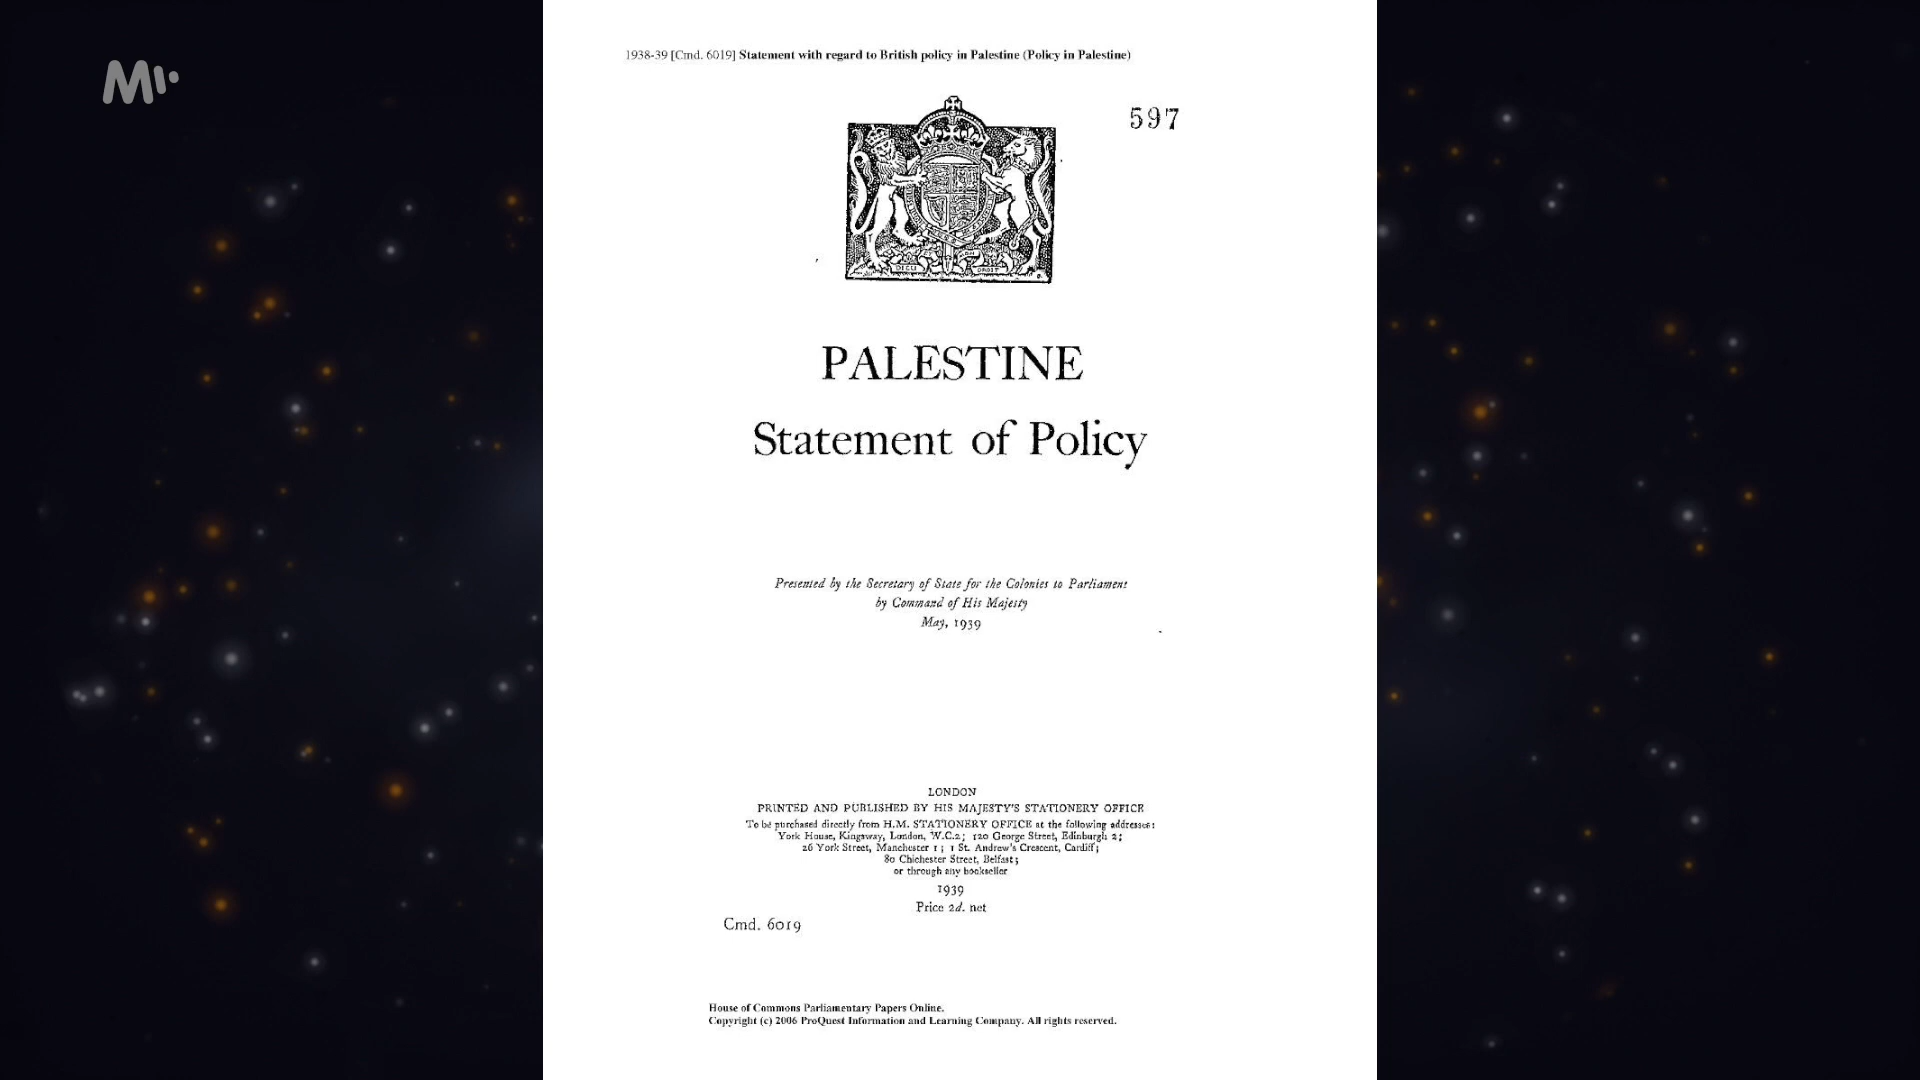 1938-39 [Cmd. 6019] Statement with regard to British policy in Palestine (Policy in Palestine)
597
DIEU ET MON DROIT
PALESTINE
Statement of Policy
Presented by the Secretary of State for the Colonies to Parliament
by Command of His Majesty
May, 1939
LONDON
PRINTED AND PUBLISHED BY HIS MAJESTY'S STATIONERY OFFICE
To be purchased directly from H.M. STATIONERY OFFICE at the following addresses:
York House, Kingsway, London, W.C.2; 120 George Street, Edinburgh 2;
26 York Street, Manchester 1; 1 St. Andrew's Crescent, Cardiff;
80 Chichester Street, Belfast;
or through any bookseller
1939
Price 2d. net
Cmd. 6019
House of Commons Parliamentary Papers Online.
Copyright (c) 2006 ProQuest Information and Learning Company. All rights reserved.